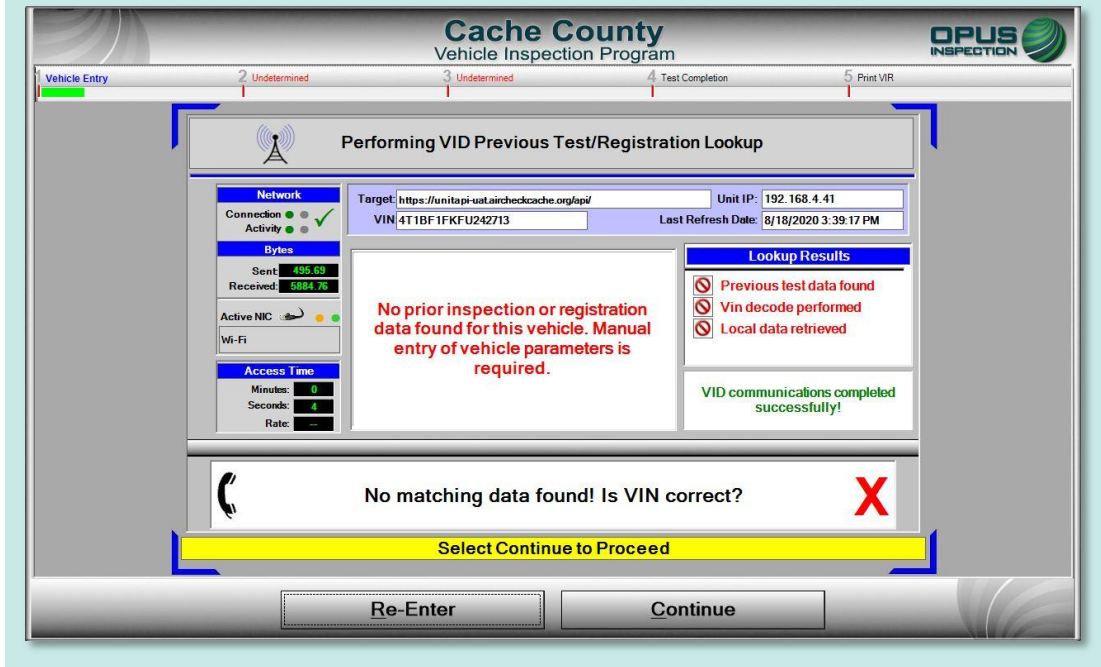 Cache County
Vehicle Inspection Program
OPUS
INSPECTION
1 Vehicle Entry
2 Undetermined
3 Undetermined
4 Test Completion
5 Print VIR
Performing VID Previous Test/Registration Lookup
Network
Connection
Activity
Bytes
Sent: 495.69
Received: 5884.76
Active NIC
Wi-Fi
Access Time
Minutes: 0
Seconds: 4
Rate: --
Target: https://unitapi-uat.aircheckcache.org/api/
Unit IP: 192.168.4.41
VIN 4T1BF1FKFU242713
Last Refresh Date: 8/18/2020 3:39:17 PM
No prior inspection or registration
data found for this vehicle. Manual
entry of vehicle parameters is
required.
Lookup Results
Previous test data found
Vin decode performed
Local data retrieved
VID communications completed
successfully!
No matching data found! Is VIN correct?
X
Select Continue to Proceed
Re-Enter
Continue